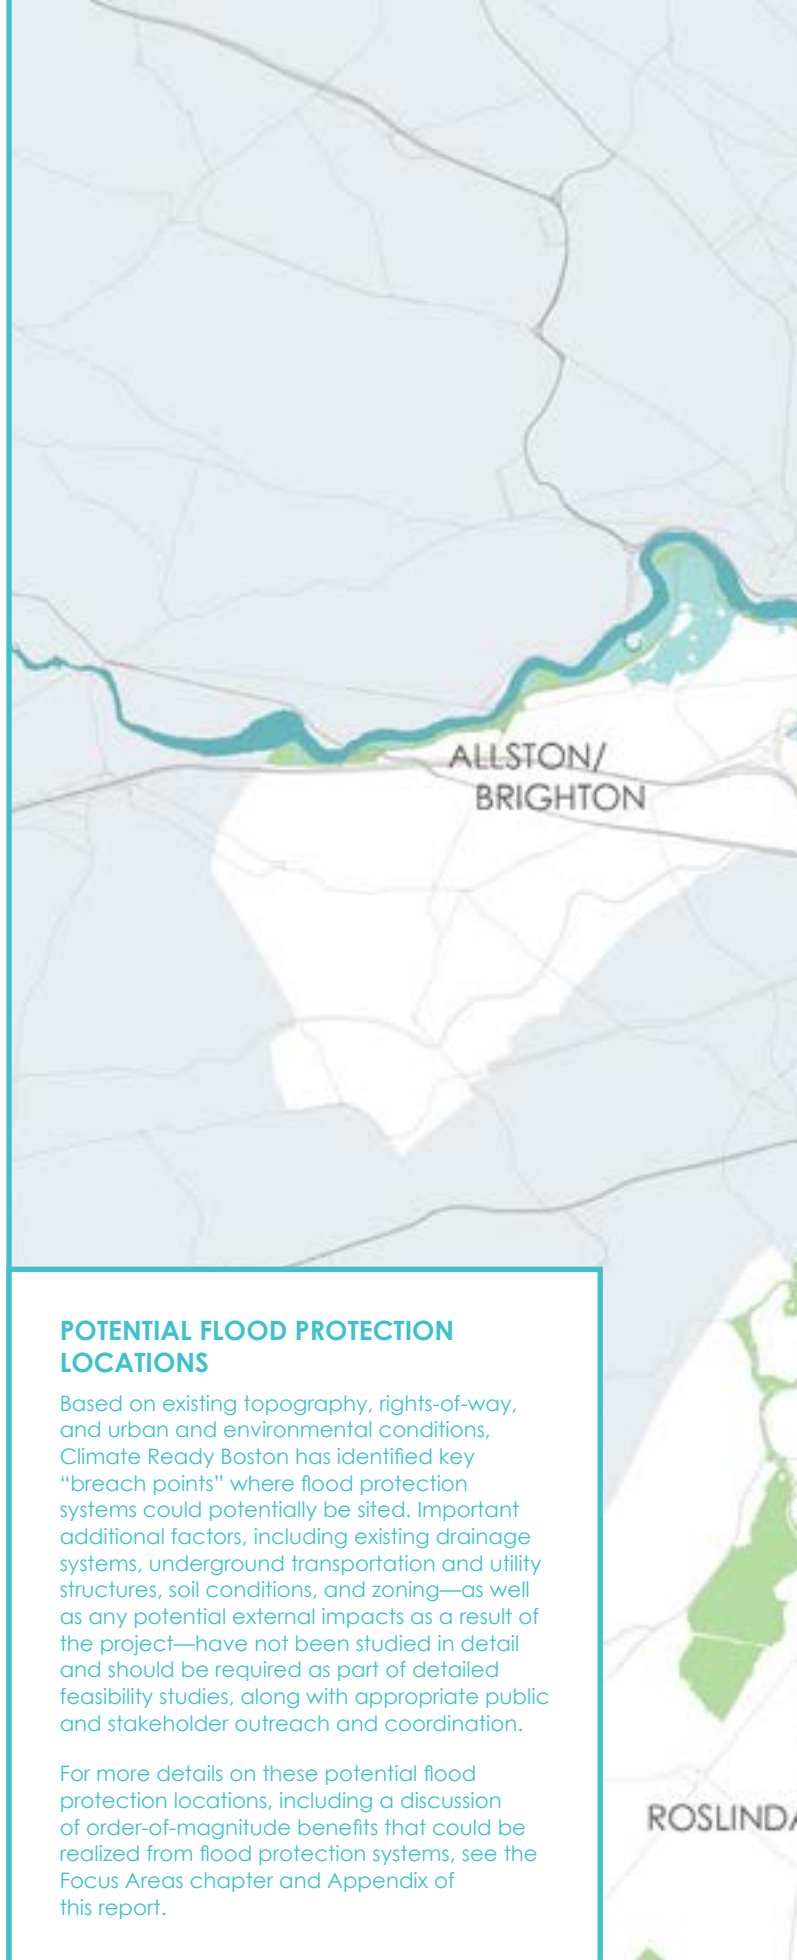 ALLSTON/
BRIGHTON
POTENTIAL FLOOD PROTECTION
LOCATIONS
Based on existing topography, rights-of-way,
and urban and environmental conditions,
Climate Ready Boston has identified key
“breach points” where flood protection
systems could potentially be sited. Important
additional factors, including existing drainage
systems, underground transportation and utility
structures, soil conditions, and zoning—as well
as any potential external impacts as a result of
the project—have not been studied in detail
and should be required as part of detailed
feasibility studies, along with appropriate public
and stakeholder outreach and coordination.
For more details on these potential flood
protection locations, including a discussion
of order-of-magnitude benefits that could be
realized from flood protection systems, see the
Focus Areas chapter and Appendix of
this report.
ROSLINDA